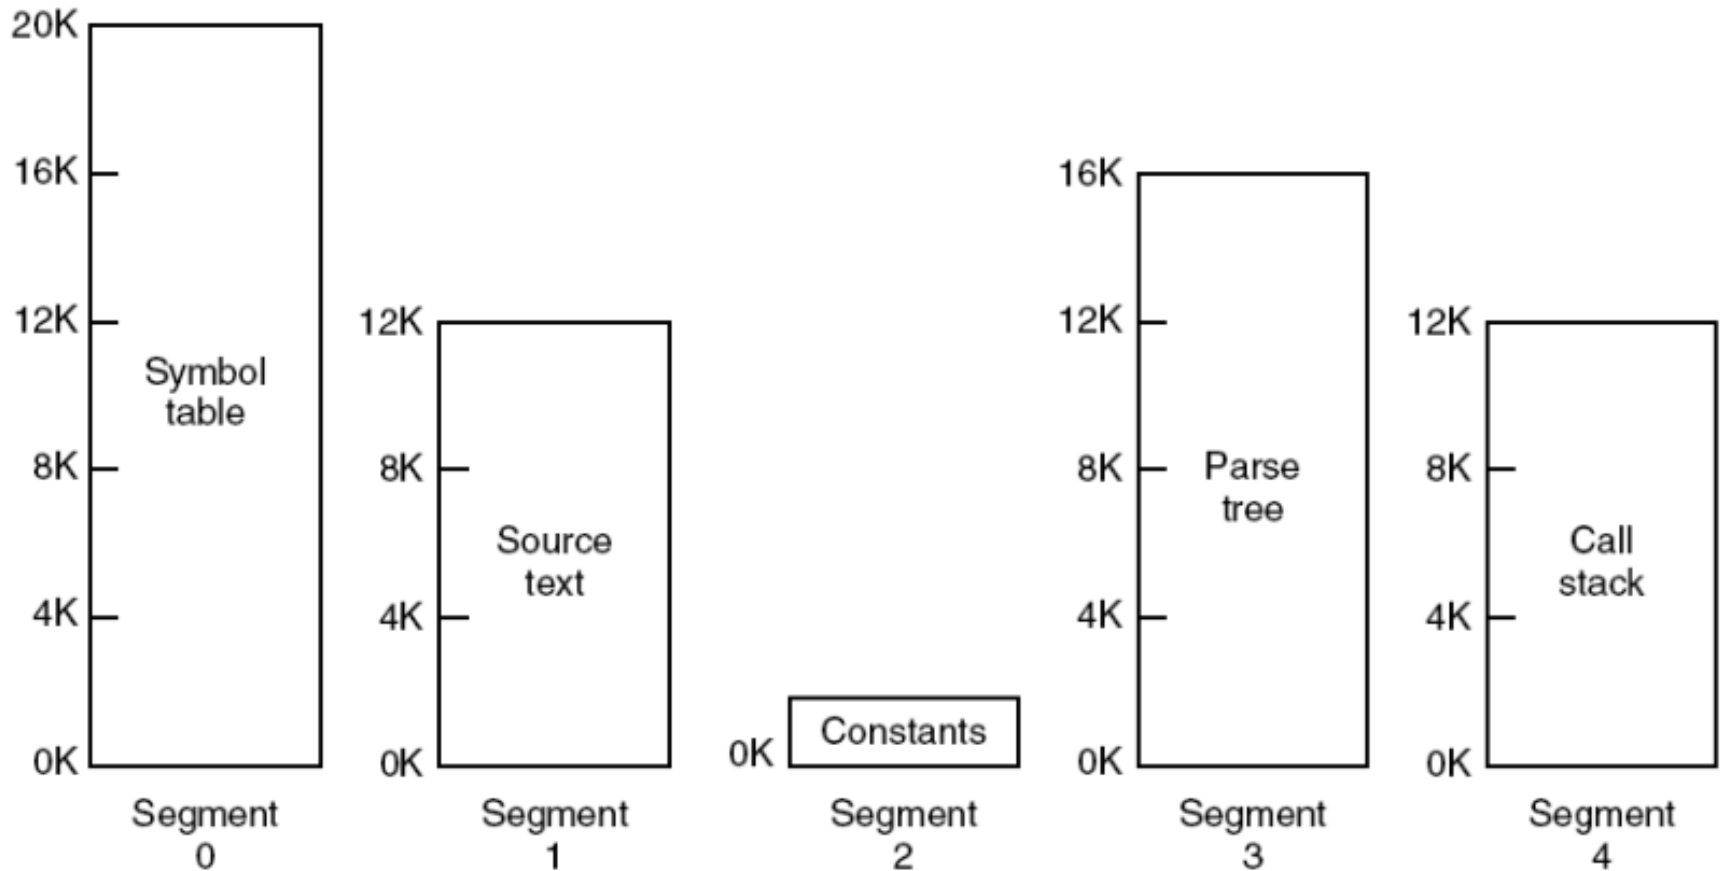 20K
16K
12K
8K
4K
0K
Symbol
table
Segment
0
12K
8K
4K
0K
Source
text
Segment
1
0K
Constants
Segment
2
16K
12K
8K
4K
0K
Parse
tree
Segment
3
12K
8K
4K
0K
Call
stack
Segment
4